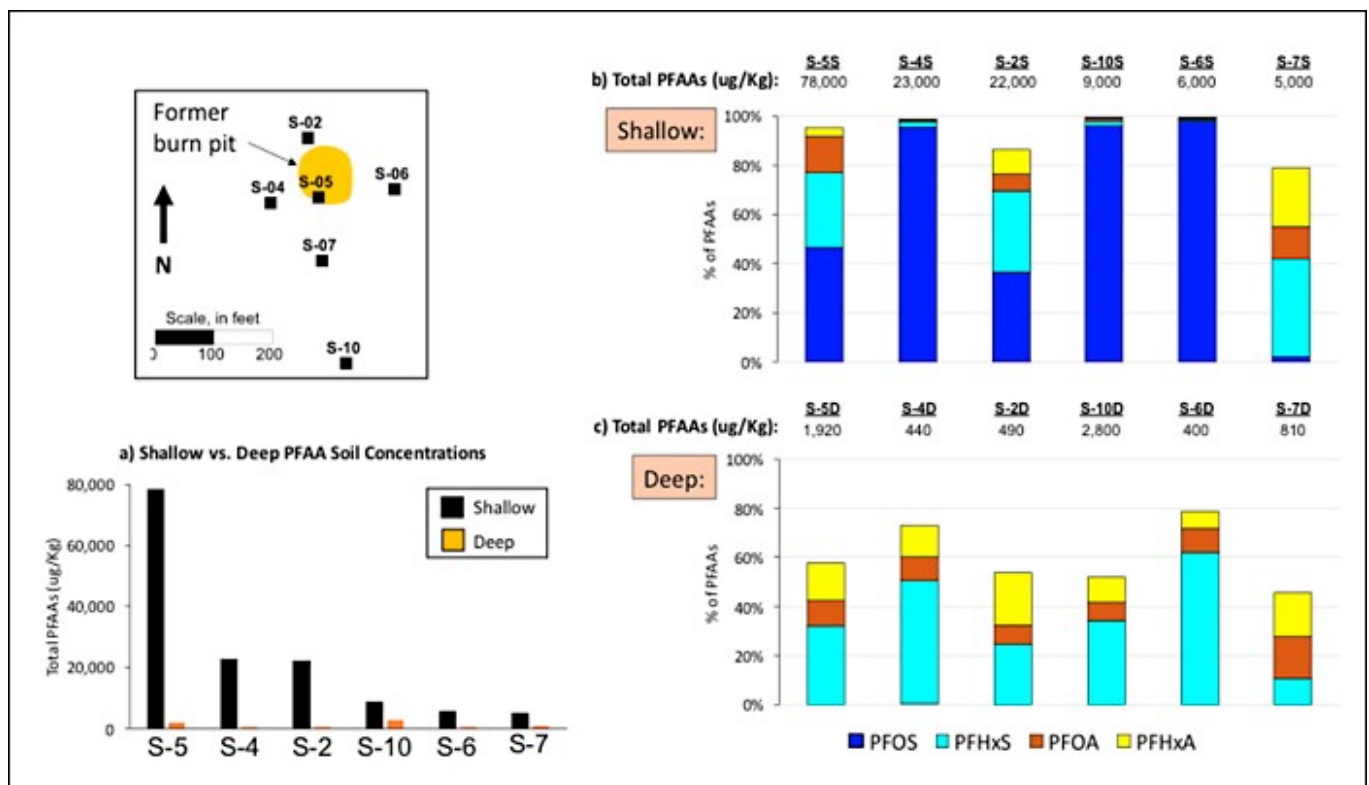 Former
burn pit
S-02
S-04
S-05
S-06
S-07
N
Scale, in feet
0 100 200
S-10
a) Shallow vs. Deep PFAA Soil Concentrations
Total PFAAs (ug/Kg)
80,000
60,000
40,000
20,000
0
Shallow
Deep
S-5 S-4 S-2 S-10 S-6 S-7
S-5S S-4S S-2S S-10S S-6S S-7S
b) Total PFAAs (ug/Kg): 78,000 23,000 22,000 9,000 6,000 5,000
Shallow:
% of PFAAs
100%
80%
60%
40%
20%
0%
S-5D S-4D S-2D S-10D S-6D S-7D
c) Total PFAAs (ug/Kg): 1,920 440 490 2,800 400 810
Deep:
% of PFAAs
100%
80%
60%
40%
20%
0%
PFOS PFHxS PFOA PFHxA